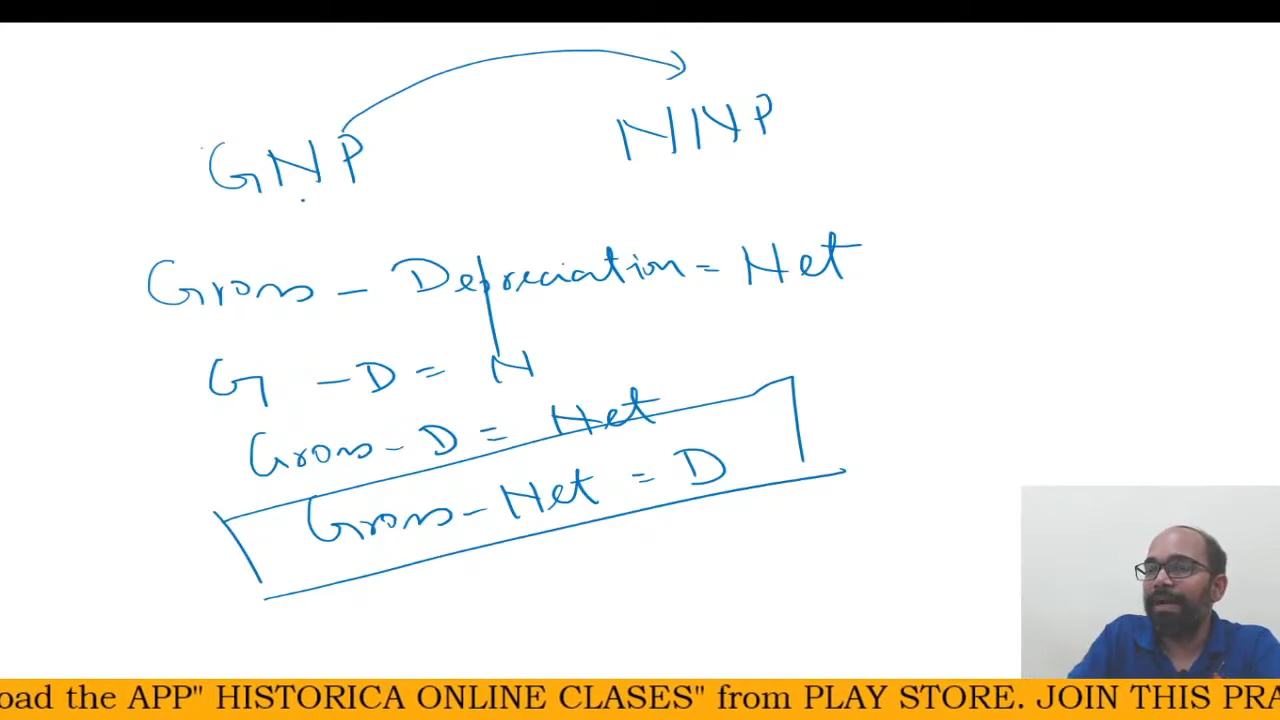 GNP NNP
Gross - Depreciation = Net
G - D = N
Gross - D = Net
Gross - Net = D
oad the APP" HISTORICA ONLINE CLASES" from PLAY STORE. JOIN THIS PRA